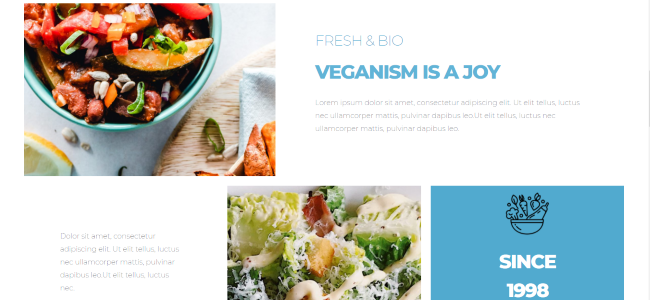 FRESH & BIO
VEGANISM IS A JOY
Lorem ipsum dolor sit amet, consectetur adipiscing elit. Ut elit tellus, luctus
nec ullamcorper mattis, pulvinar dapibus leo.Ut elit tellus, luctus nec
ullamcorper mattis, pulvinar dapibus leo.
Dolor sit amet, consectetur
adipiscing elit. Ut elit tellus, luctus
nec ullamcorper mattis, pulvinar
dapibus leo.Ut elit tellus, luctus
nec.
SINCE
1998